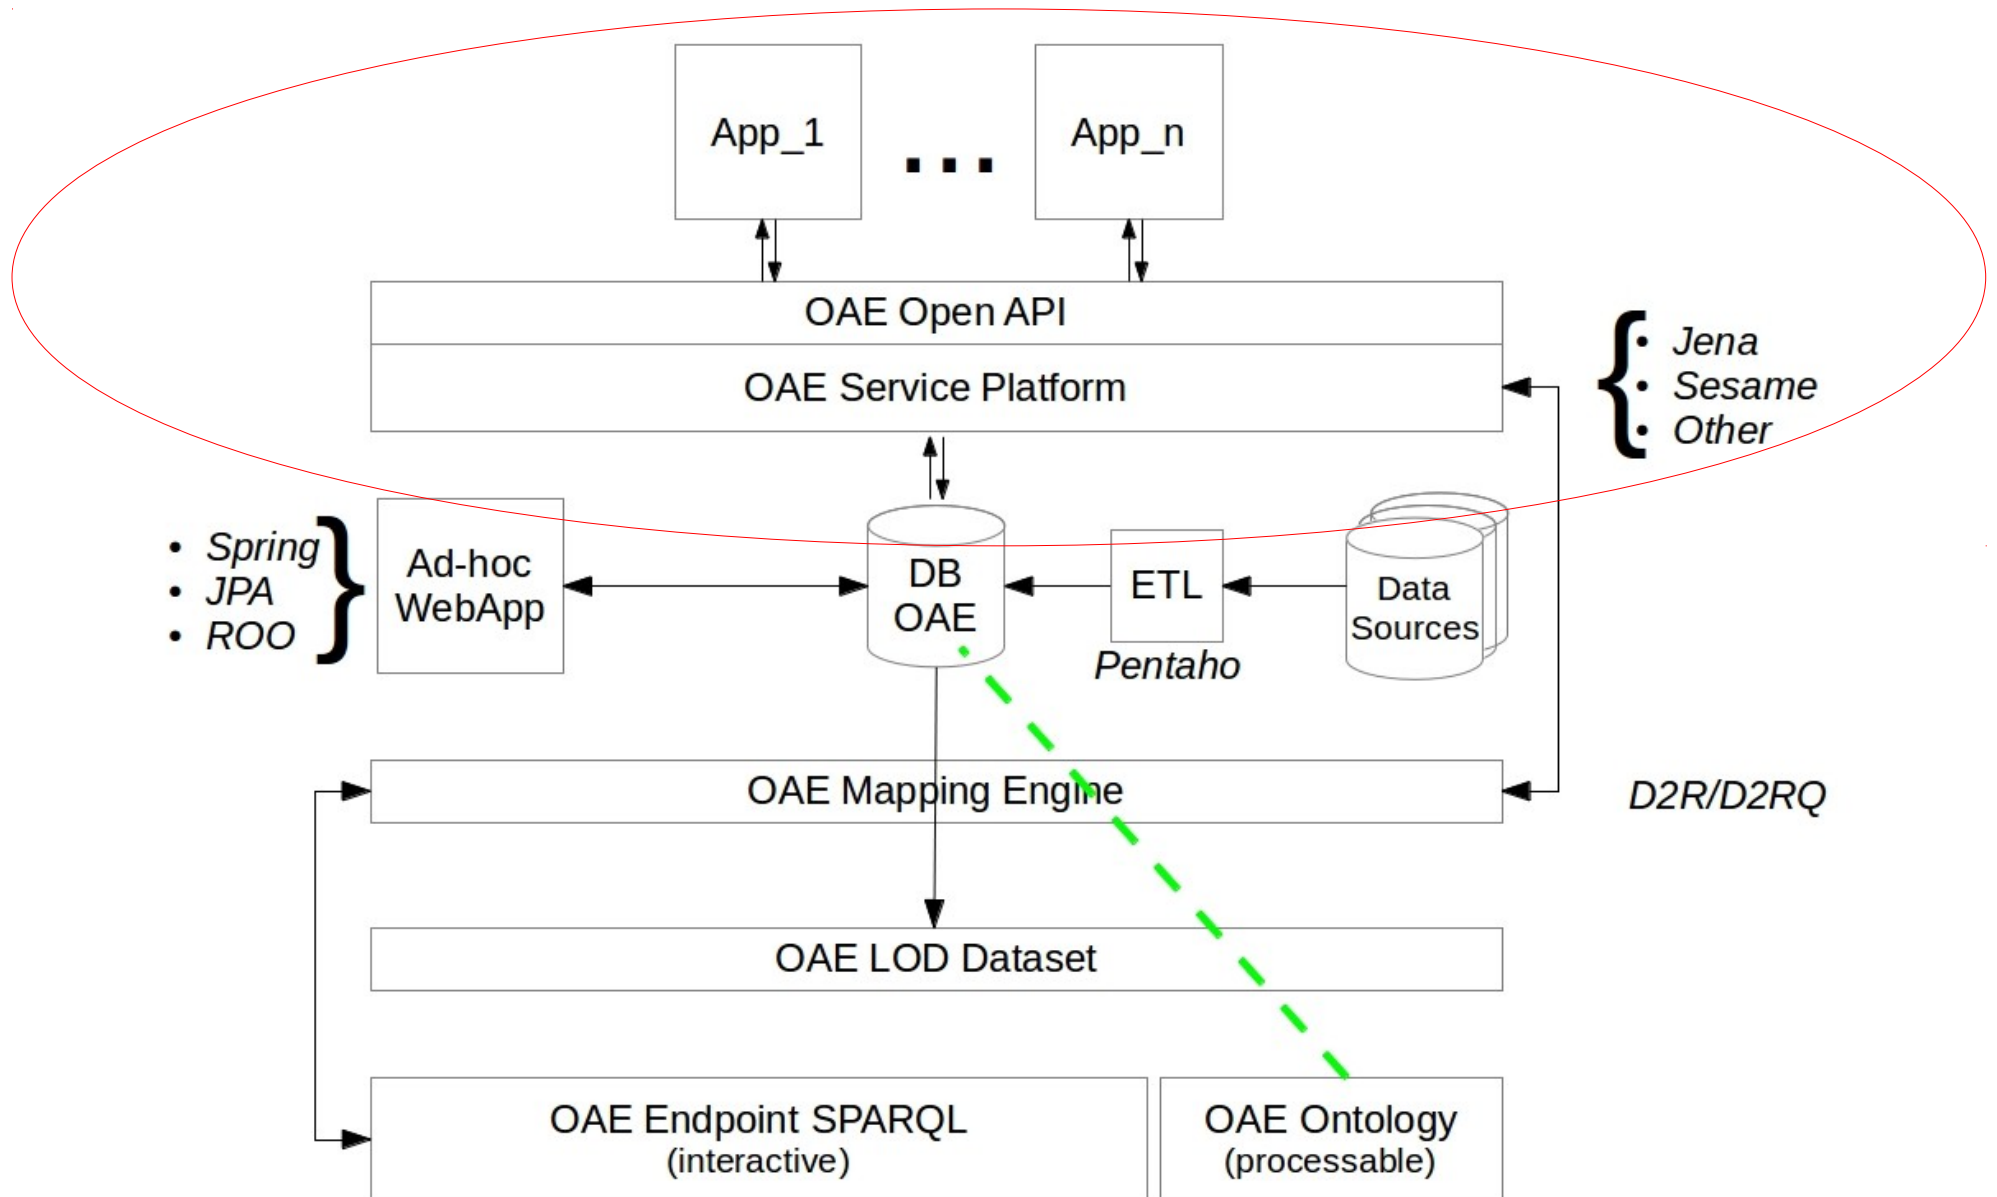 App_1
...
App_n
OAE Open API
OAE Service Platform
{
• Jena
• Sesame
• Other
• Spring
• JPA
• ROO
}
Ad-hoc
WebApp
DB
OAE
ETL
Pentaho
Data
Sources
OAE Mapping Engine
D2R/D2RQ
OAE LOD Dataset
OAE Endpoint SPARQL
(interactive)
OAE Ontology
(processable)